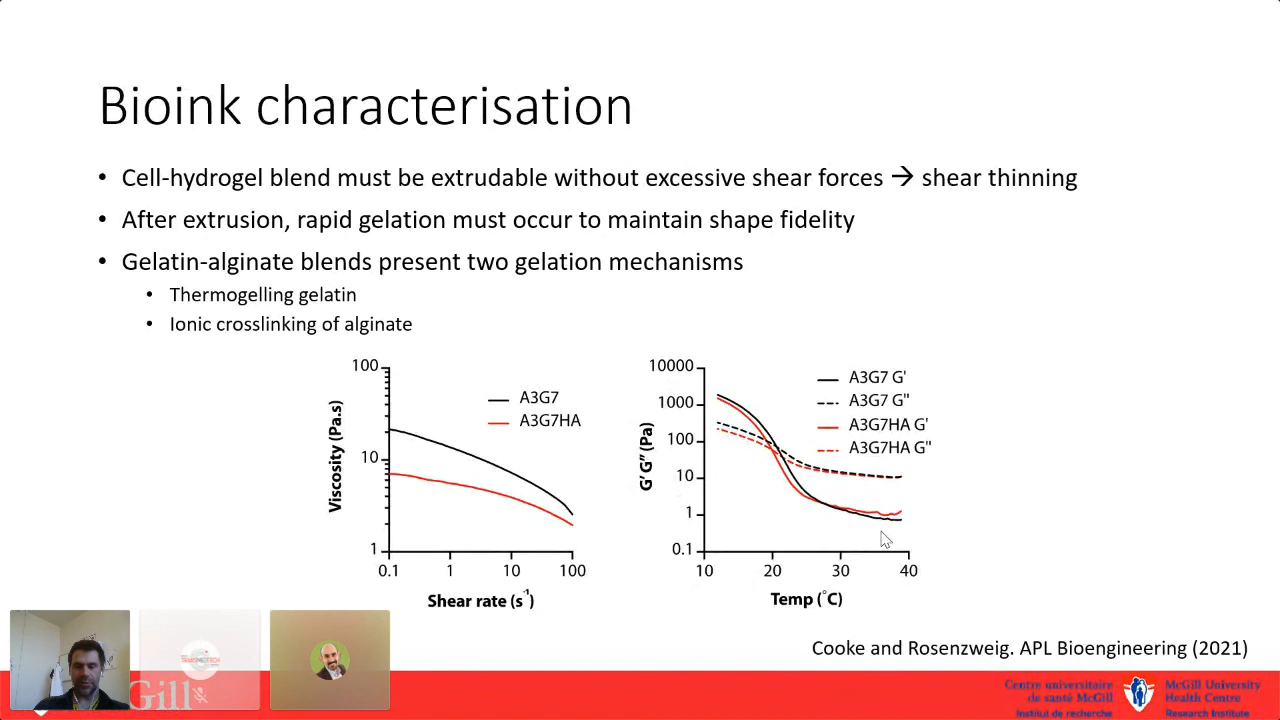 Bioink characterisation
• Cell-hydrogel blend must be extrudable without excessive shear forces → shear thinning
• After extrusion, rapid gelation must occur to maintain shape fidelity
• Gelatin-alginate blends present two gelation mechanisms
• Thermogelling gelatin
• Ionic crosslinking of alginate
Viscosity (Pa.s)
100
10
1
0.1 1 10 100
Shear rate (s⁻¹)
A3G7
A3G7HA
G' G" (Pa)
10000
1000
100
10
1
0.1
10 20 30 40
Temp (°C)
A3G7 G'
A3G7 G"
A3G7HA G'
A3G7HA G"
Cooke and Rosenzweig. APL Bioengineering (2021)
Gill
Centre universitaire
de santé McGill
Institut de recherche
McGill University
Health Centre
Research Institute